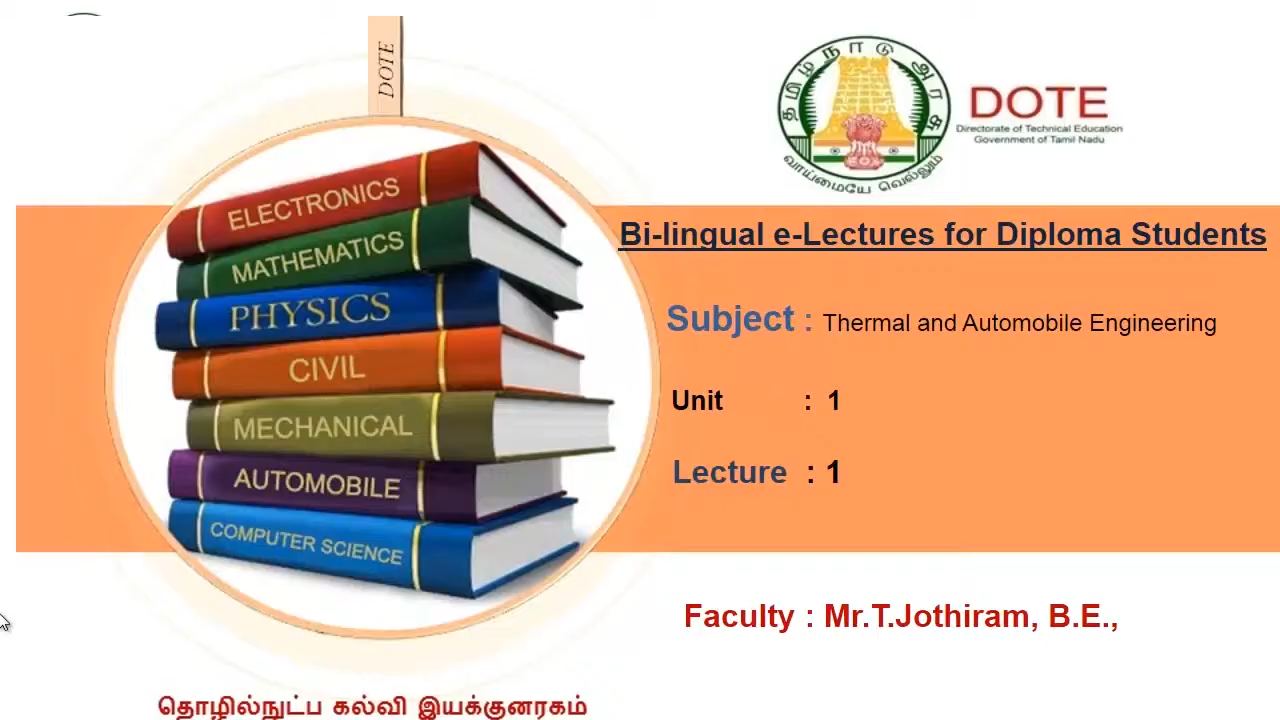 DOTE
தமிழ்நாடு அரசு
வாய்மையே வெல்லும்
DOTE
Directorate of Technical Education
Government of Tamil Nadu
ELECTRONICS
MATHEMATICS
PHYSICS
CIVIL
MECHANICAL
AUTOMOBILE
COMPUTER SCIENCE
Bi-lingual e-Lectures for Diploma Students
Subject : Thermal and Automobile Engineering
Unit : 1
Lecture : 1
Faculty : Mr.T.Jothiram, B.E.,
தொழில்நுட்ப கல்வி இயக்குனரகம்